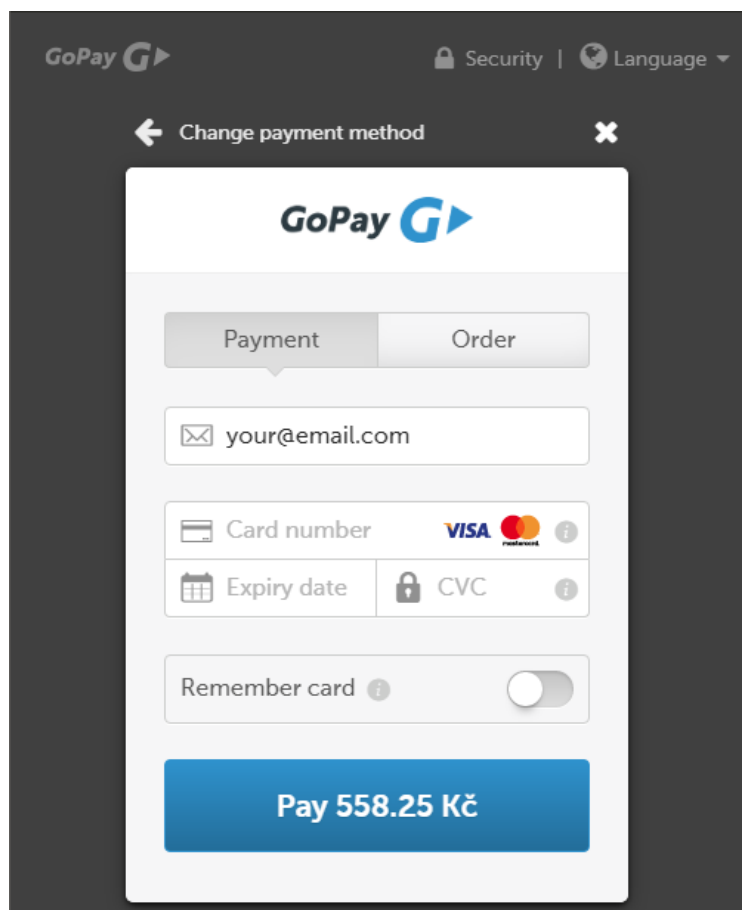 GoPay G
Security | Language
Change payment method
GoPay G
Payment Order
your@email.com
Card number VISA mastercard
Expiry date CVC
Remember card
Pay 558.25 Kč